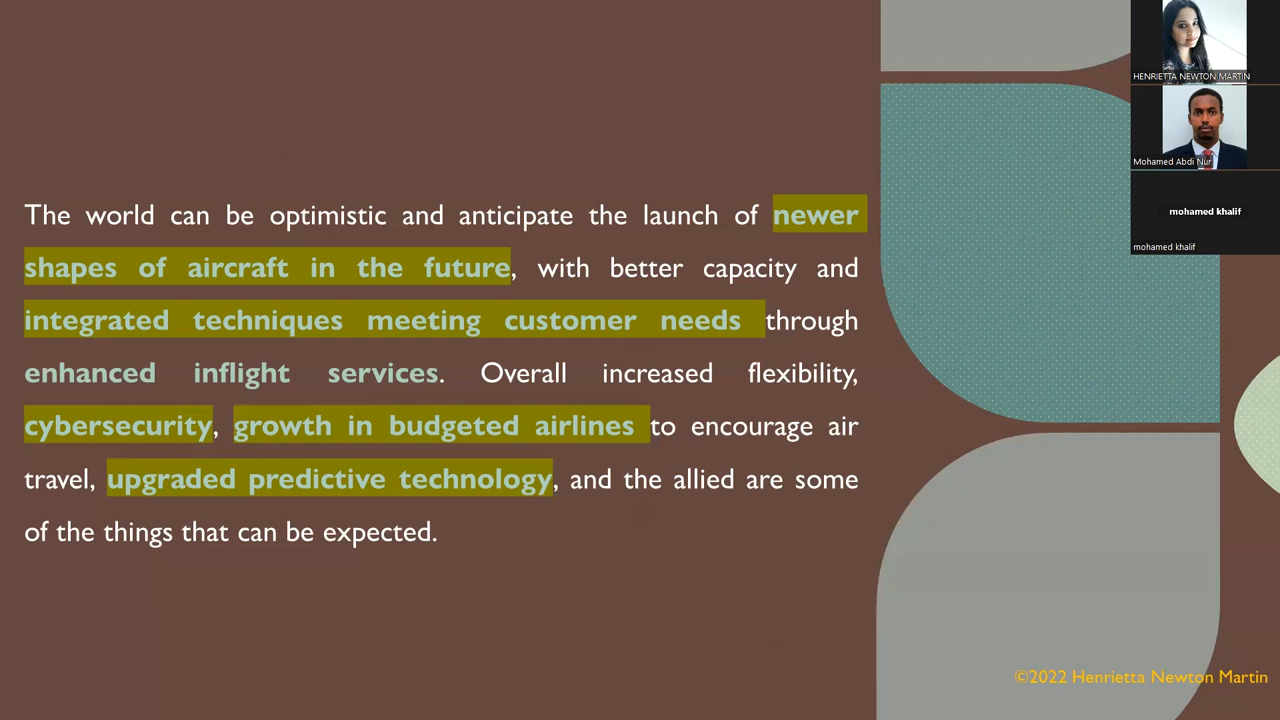 The world can be optimistic and anticipate the launch of newer
shapes of aircraft in the future, with better capacity and
integrated techniques meeting customer needs through
enhanced inflight services. Overall increased flexibility,
cybersecurity, growth in budgeted airlines to encourage air
travel, upgraded predictive technology, and the allied are some
of the things that can be expected.
HENRIETTA NEWTON MARTIN
Mohamed Abdi Nur
mohamed khalif
mohamed khalif
©2022 Henrietta Newton Martin